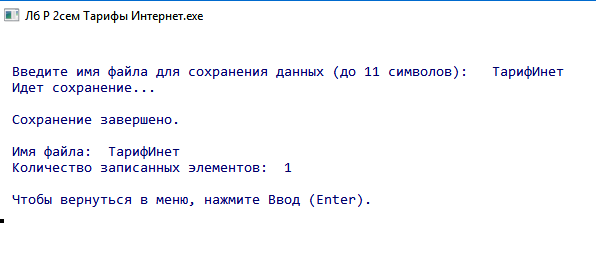 Л6 Р 2сем Тарифы Интернет.exe
Введите имя файла для сохранения данных (до 11 символов): ТарифИнет
Идет сохранение...
Сохранение завершено.
Имя файла: ТарифИнет
Количество записанных элементов: 1
Чтобы вернуться в меню, нажмите Ввод (Enter).